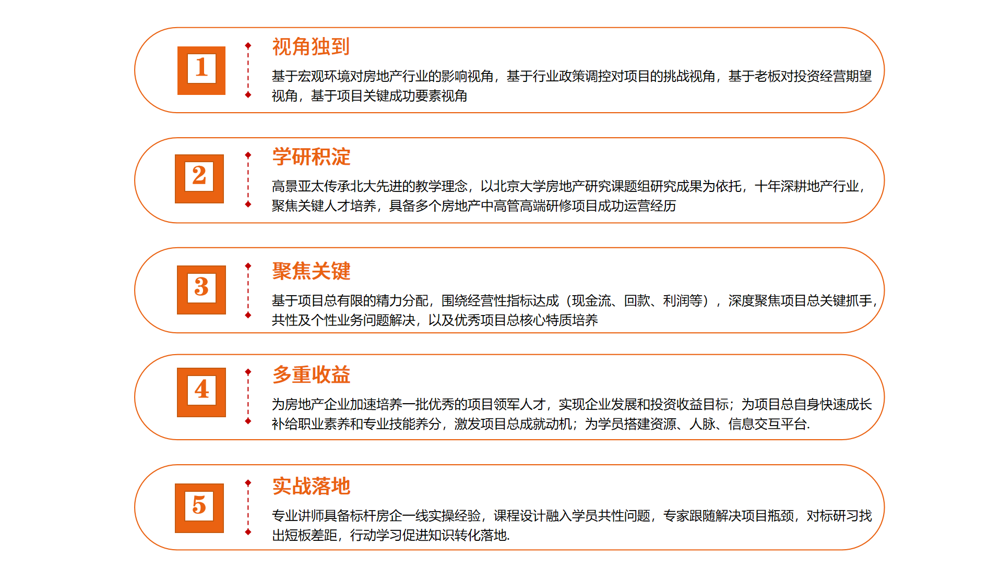 1
视角独到
基于宏观环境对房地产行业的影响视角，基于行业政策调控对项目的挑战视角，基于老板对投资经营期望
视角，基于项目关键成功要素视角
2
学研积淀
高景亚太传承北大先进的教学理念，以北京大学房地产研究课题组研究成果为依托，十年深耕地产行业，
聚焦关键人才培养，具备多个房地产中高管高端研修项目成功运营经历
3
聚焦关键
基于项目总有限的精力分配，围绕经营性指标达成（现金流、回款、利润等），深度聚焦项目总关键抓手，
共性及个性业务问题解决，以及优秀项目总核心特质培养
4
多重收益
为房地产企业加速培养一批优秀的项目领军人才，实现企业发展和投资收益目标；为项目总自身快速成长
补给职业素养和专业技能养分，激发项目总成就动机；为学员搭建资源、人脉、信息交互平台.
5
实战落地
专业讲师具备标杆房企一线实操经验，课程设计融入学员共性问题，专家跟随解决项目瓶颈，对标研习找
出短板差距，行动学习促进知识转化落地.